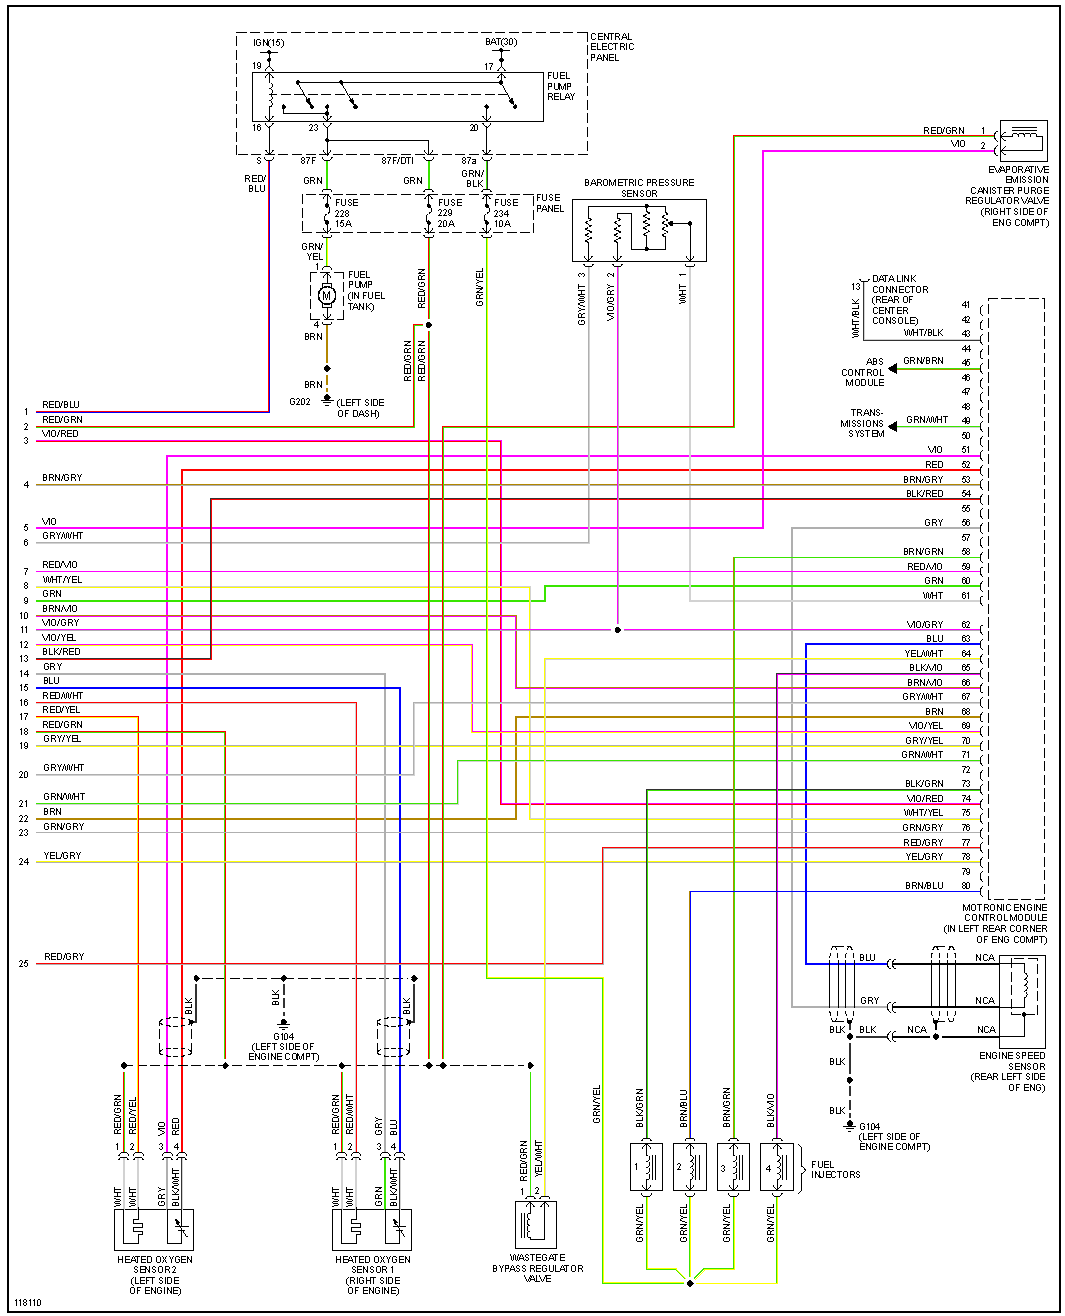 IGN(15)
BAT(30)
CENTRAL
ELECTRIC
PANEL
19
17
FUEL
PUMP
RELAY
16
23
20
S
87F
87F/DTI
87a
RED/
BLU
GRN
GRN
GRN/
BLK
FUSE
228
15A
FUSE
229
20A
FUSE
234
10A
FUSE
PANEL
GRN/
YEL
1
FUEL
PUMP
(IN FUEL
TANK)
M
4
BRN
BRN
G202
(LEFT SIDE
OF DASH)
RED/GRN
GRN/YEL
RED/GRN
RED/GRN
BAROMETRIC PRESSURE
SENSOR
3
2
1
GRY/WHT
VIO/GRY
WHT
RED/GRN
1
VIO
2
EVAPORATIVE
EMISSION
CANISTER PURGE
REGULATOR VALVE
(RIGHT SIDE OF
ENG COMPT)
13
DATA LINK
CONNECTOR
(REAR OF
CENTER
CONSOLE)
WHT/BLK
ABS
CONTROL
MODULE
TRANS-
MISSIONS
SYSTEM
41
42
WHT/BLK 43
44
GRN/BRN 45
46
47
48
GRN/WHT 49
50
VIO 51
RED 52
BRN/GRY 53
BLK/RED 54
55
GRY 56
57
BRN/GRN 58
RED/VIO 59
GRN 60
WHT 61
VIO/GRY 62
BLU 63
YEL/WHT 64
BLK/VIO 65
BRN/VIO 66
GRY/WHT 67
BRN 68
VIO/YEL 69
GRY/YEL 70
GRN/WHT 71
72
BLK/GRN 73
VIO/RED 74
WHT/YEL 75
GRN/GRY 76
RED/GRY 77
YEL/GRY 78
79
BRN/BLU 80
MOTRONIC ENGINE
CONTROL MODULE
(IN LEFT REAR CORNER
OF ENG COMPT)
1 RED/BLU
2 RED/GRN
3 VIO/RED
4 BRN/GRY
5 VIO
6 GRY/WHT
7 RED/VIO
8 WHT/YEL
9 GRN
10 BRN/VIO
11 VIO/GRY
12 VIO/YEL
13 BLK/RED
14 GRY
15 BLU
16 RED/WHT
17 RED/YEL
18 RED/GRN
19 GRY/YEL
20 GRY/WHT
21 GRN/WHT
22 BRN
23 GRN/GRY
24 YEL/GRY
25 RED/GRY
BLK
BLK
BLK
G104
(LEFT SIDE OF
ENGINE COMPT)
BLU
NCA
GRY
NCA
BLK
BLK
NCA
NCA
ENGINE SPEED
SENSOR
(REAR LEFT SIDE
OF ENG)
BLK
BLK
G104
(LEFT SIDE OF
ENGINE COMPT)
RED/GRN
RED/YEL
VIO
RED
1
2
3
4
WHT
WHT
GRY
BLK/WHT
HEATED OXYGEN
SENSOR 2
(LEFT SIDE
OF ENGINE)
RED/GRN
RED/WHT
GRY
BLU
1
2
3
4
WHT
WHT
GRN
BLK/WHT
HEATED OXYGEN
SENSOR 1
(RIGHT SIDE
OF ENGINE)
RED/GRN
YEL/WHT
1
2
WASTEGATE
BYPASS REGULATOR
VALVE
GRN/YEL
BLK/GRN
BRN/BLU
BRN/GRN
BLK/VIO
1
2
3
4
FUEL
INJECTORS
GRN/YEL
GRN/YEL
GRN/YEL
GRN/YEL
118110